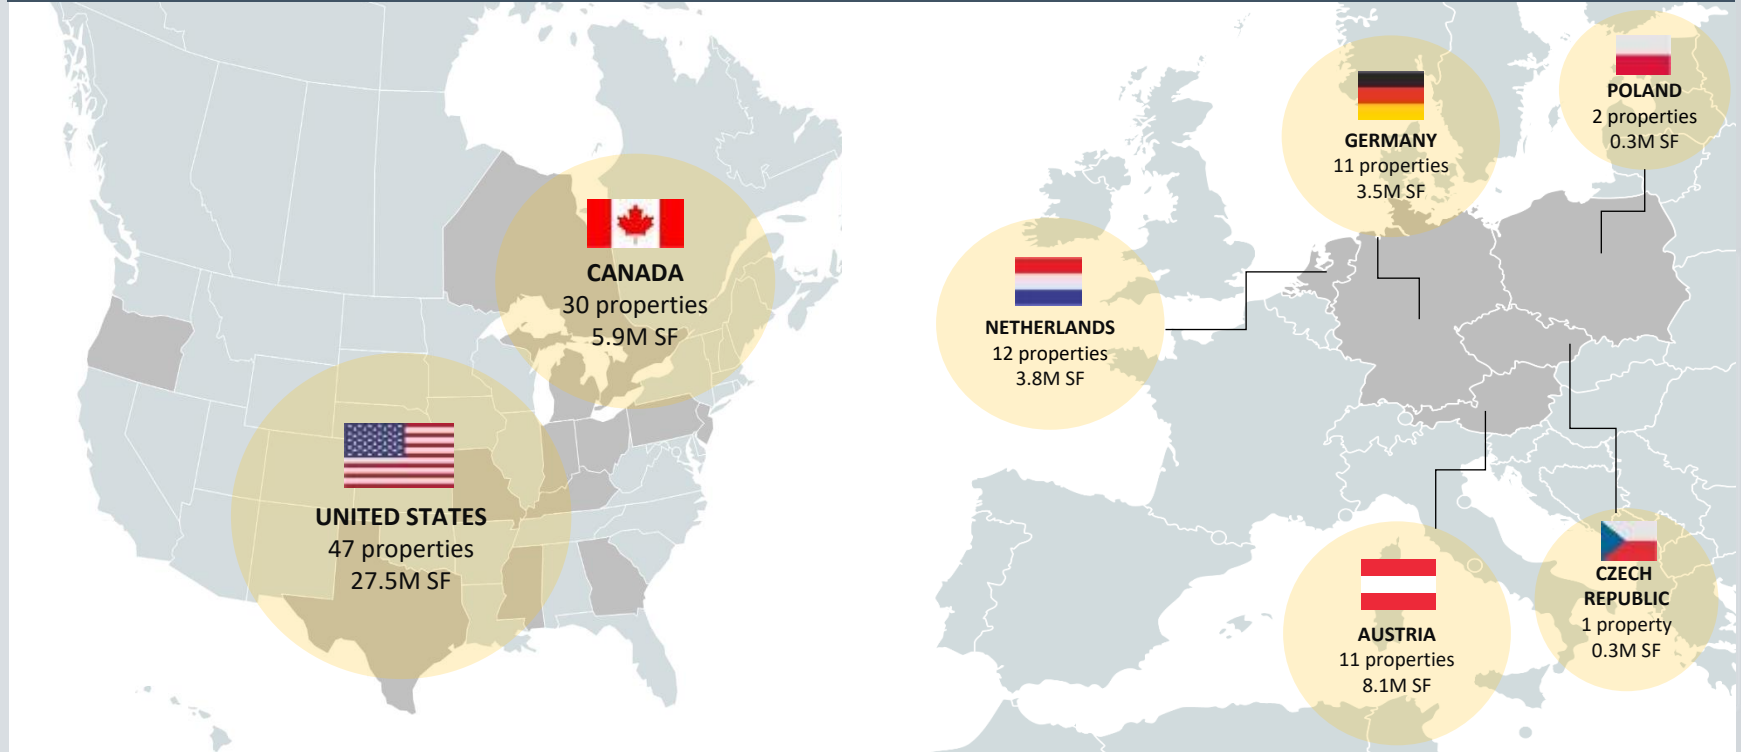 CANADA
30 properties
5.9M SF
UNITED STATES
47 properties
27.5M SF
NETHERLANDS
12 properties
3.8M SF
GERMANY
11 properties
3.5M SF
POLAND
2 properties
0.3M SF
AUSTRIA
11 properties
8.1M SF
CZECH
REPUBLIC
1 property
0.3M SF